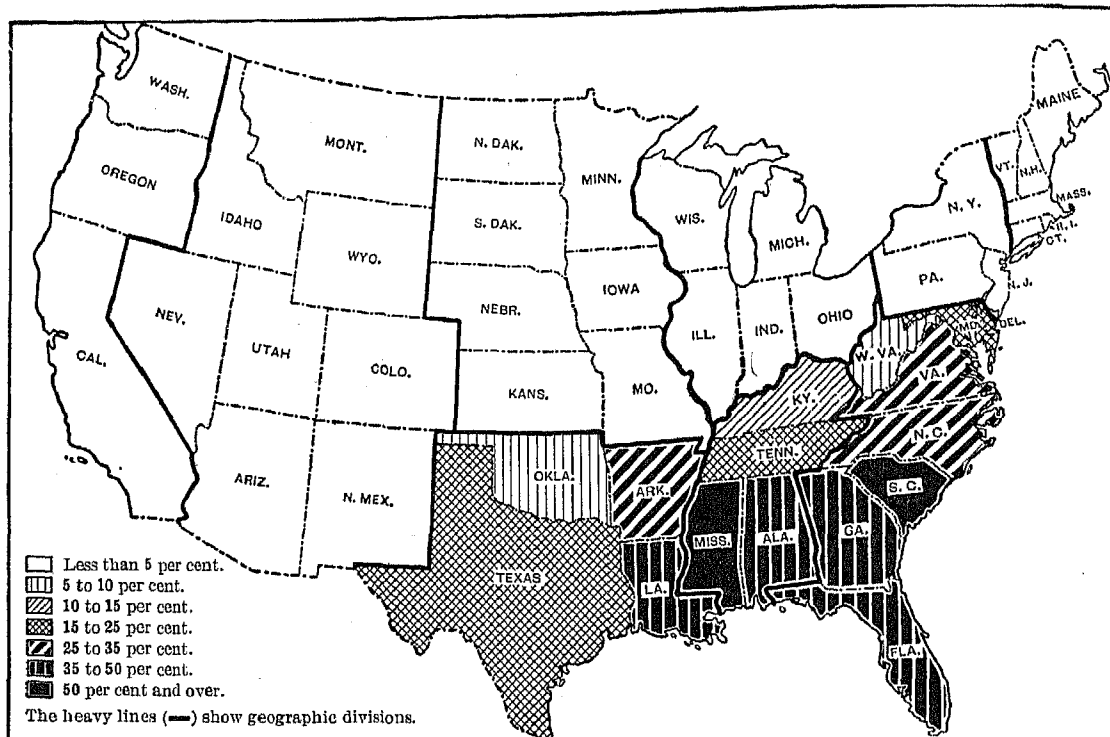 WASH.
OREGON
CAL.
NEV.
IDAHO
MONT.
WYO.
UTAH
COLO.
ARIZ.
N. MEX.
N. DAK.
S. DAK.
NEBR.
KANS.
OKLA.
TEXAS
MINN.
IOWA
MO.
ARK.
LA.
WIS.
ILL.
MICH.
IND.
OHIO
KY.
TENN.
MISS.
ALA.
GA.
FLA.
S. C.
N. C.
VA.
W. VA.
MD.
DEL.
PA.
N. J.
N. Y.
CT.
R. I.
MASS.
VT.
N. H.
MAINE
Less than 5 per cent.
5 to 10 per cent.
10 to 15 per cent.
15 to 25 per cent.
25 to 35 per cent.
35 to 50 per cent.
50 per cent and over.
The heavy lines (▬) show geographic divisions.